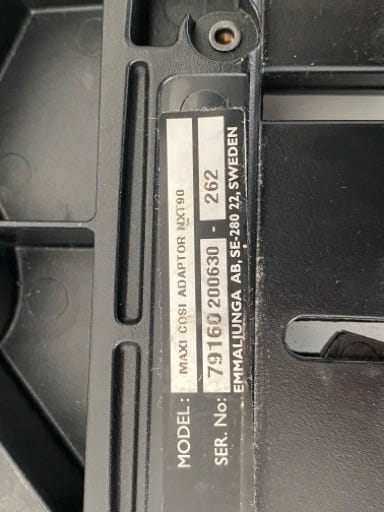 MODEL: MAXI COSI ADAPTOR NXT90
SER. No: 79160 200630 - 262
EMMALJUNGA AB, SE-280 22, SWEDEN